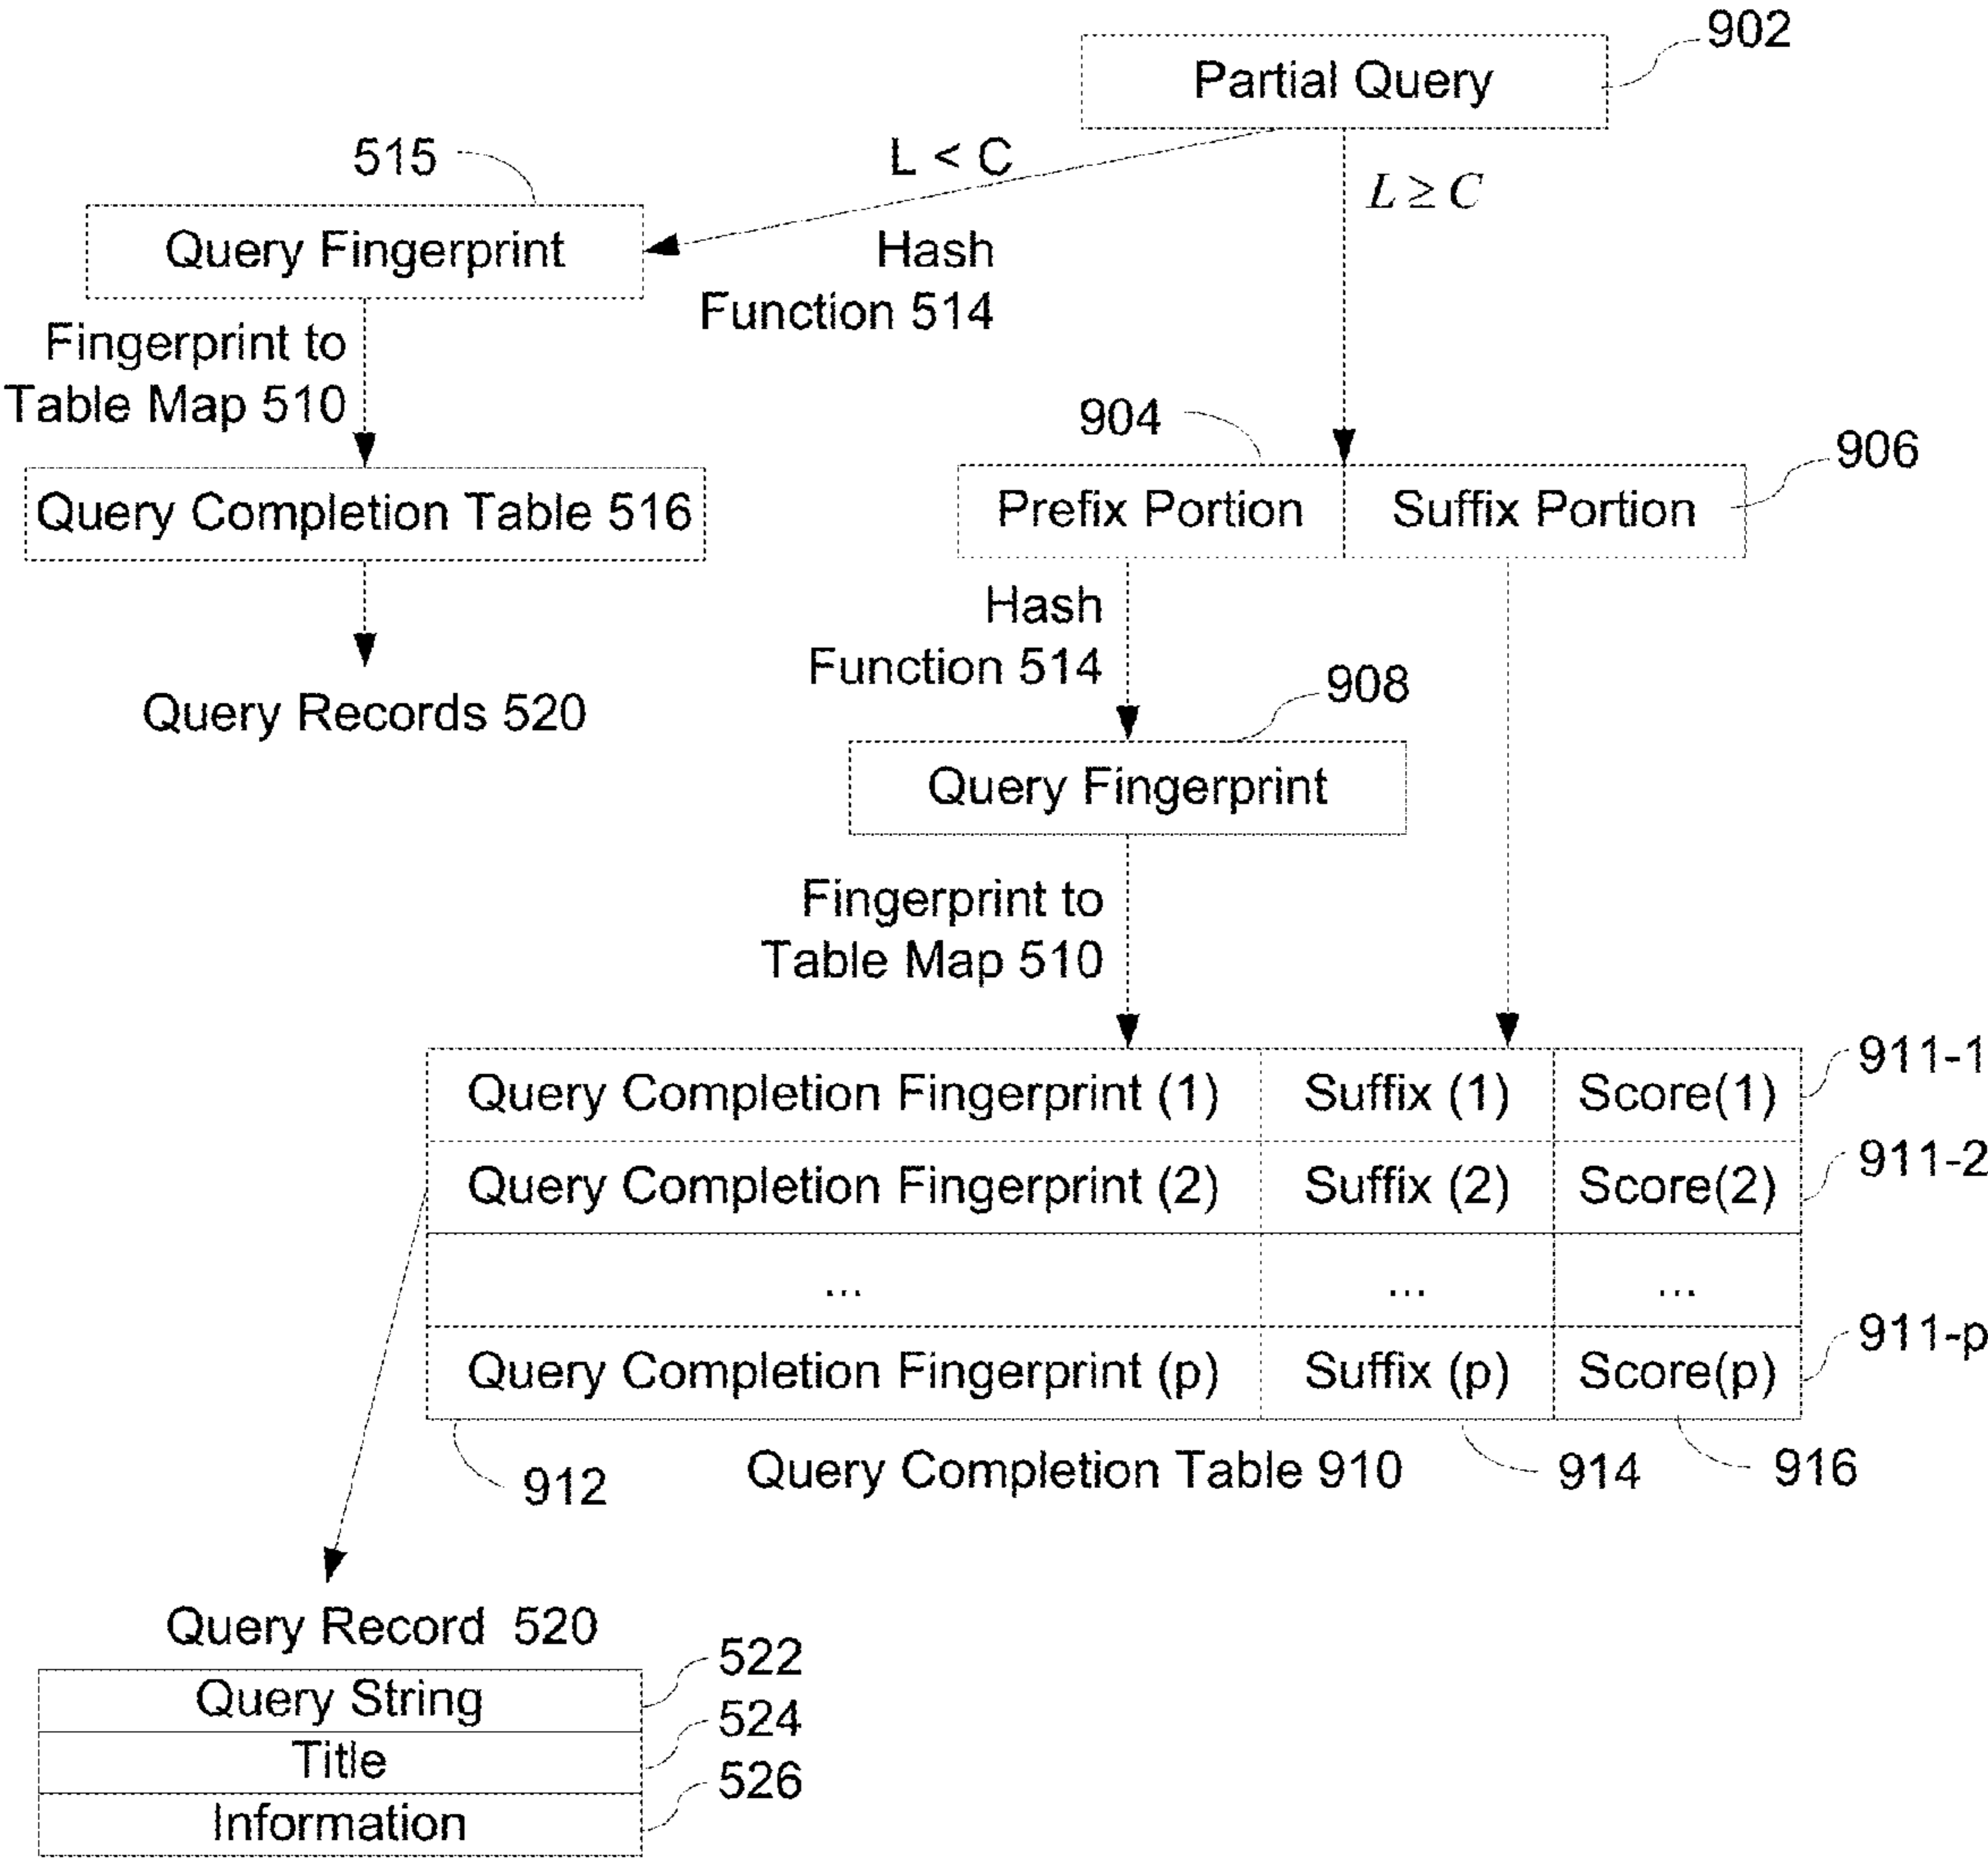 902
Partial Query
515
L < C
L ≥ C
Query Fingerprint
Hash
Function 514
Fingerprint to
Table Map 510
904
906
Query Completion Table 516
Prefix Portion
Suffix Portion
Hash
Function 514
Query Records 520
908
Query Fingerprint
Fingerprint to
Table Map 510
Query Completion Fingerprint (1) Suffix (1) Score(1) 911-1
Query Completion Fingerprint (2) Suffix (2) Score(2) 911-2
... ... ...
Query Completion Fingerprint (p) Suffix (p) Score(p) 911-p
912
Query Completion Table 910
914
916
Query Record 520
Query String 522
Title 524
Information 526